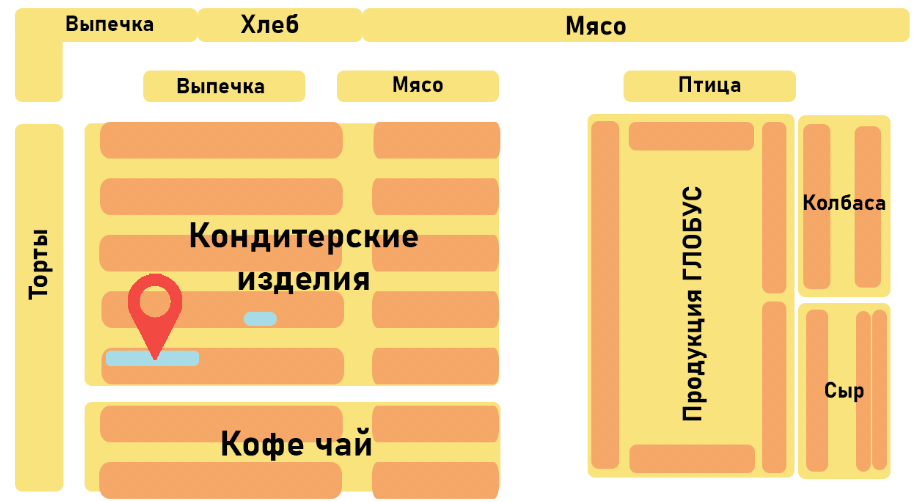 Выпечка
Хлеб
Мясо
Выпечка
Мясо
Птица
Торты
Кондитерские
изделия
Кофе чай
Продукция ГЛОБУС
Колбаса
Сыр